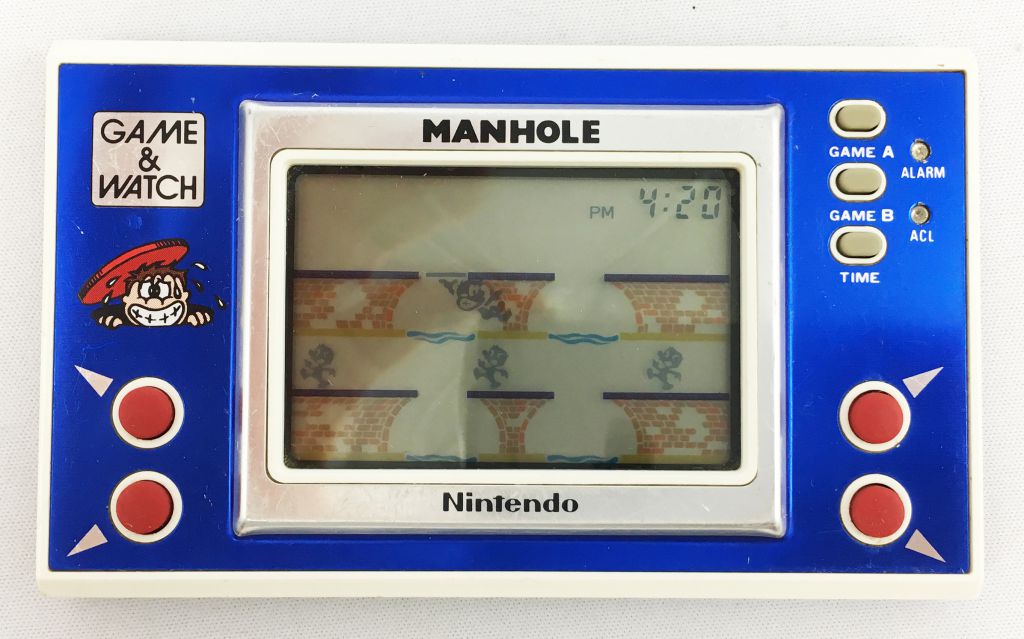 GAME
&
WATCH
MANHOLE
PM 4:20
GAME A
ALARM
GAME B
ACL
TIME
Nintendo